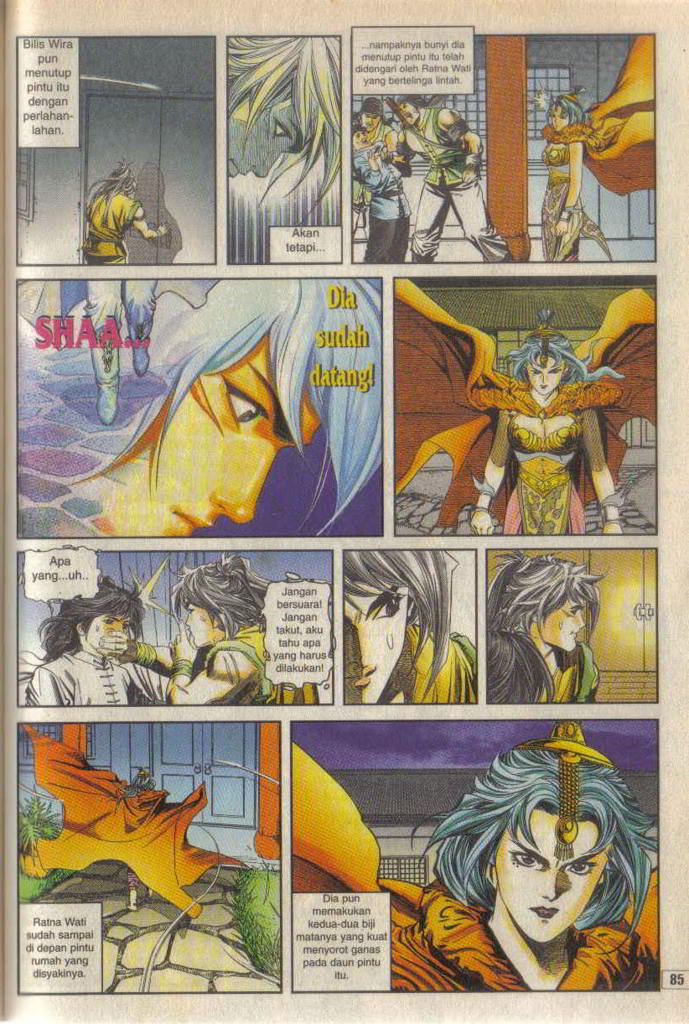 Bilis Wira
pun
menutup
pintu itu
dengan
perlahan-
lahan.
Akan
tetapi...
...nampaknya bunyi dia
menutup pintu itu telah
didengari oleh Ratna Wati
yang bertelinga lintah.
SHAA...
Dia
sudah
datang!
Apa
yang...uh..
Jangan
bersuara!
Jangan
takut, aku
tahu apa
yang harus
dilakukan!
Ratna Wati
sudah sampai
di depan pintu
rumah yang
disyakinya.
Dia pun
memakukan
kedua-dua biji
matanya yang kuat
menyorot ganas
pada daun pintu
itu.
85